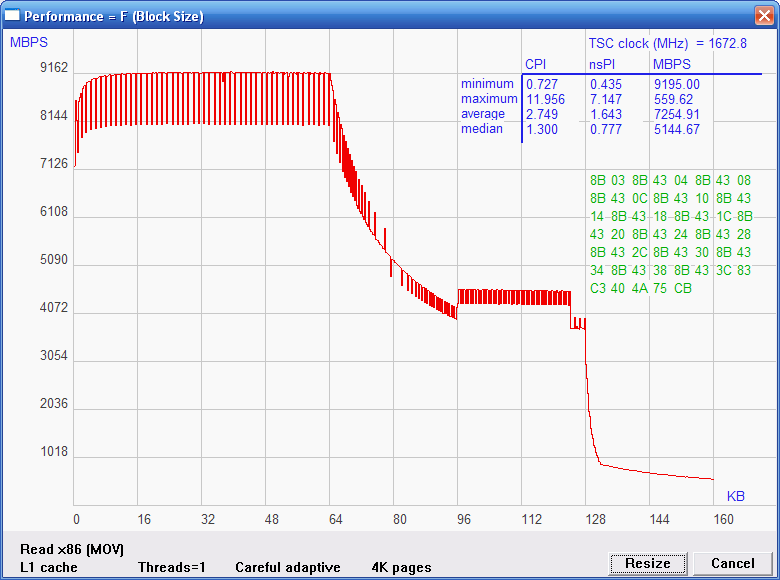 Performance = F (Block Size)
MBPS
TSC clock (MHz) = 1672.8
CPI nsPI MBPS
minimum 0.727 0.435 9195.00
maximum 11.956 7.147 559.62
average 2.749 1.643 7254.91
median 1.300 0.777 5144.67
8B 03 8B 43 04 8B 43 08
8B 43 0C 8B 43 10 8B 43
14 8B 43 18 8B 43 1C 8B
43 20 8B 43 24 8B 43 28
8B 43 2C 8B 43 30 8B 43
34 8B 43 38 8B 43 3C 83
C3 40 4A 75 CB
9162
8144
7126
6108
5090
4072
3054
2036
1018
KB
0 16 32 48 64 80 96 112 128 144 160
Read x86 (MOV)
L1 cache Threads=1 Careful adaptive 4K pages
Resize Cancel